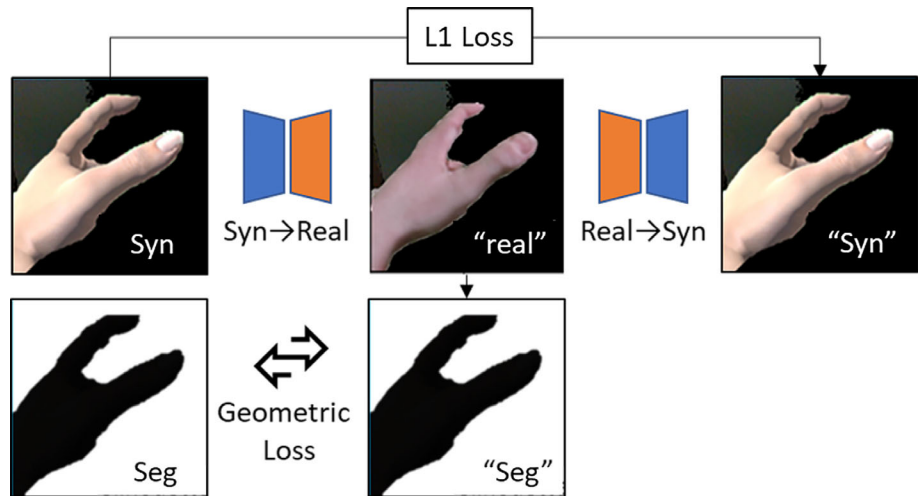 L1 Loss
Syn
Syn→Real
“real”
Real→Syn
“Syn”
Seg
Geometric
Loss
“Seg”